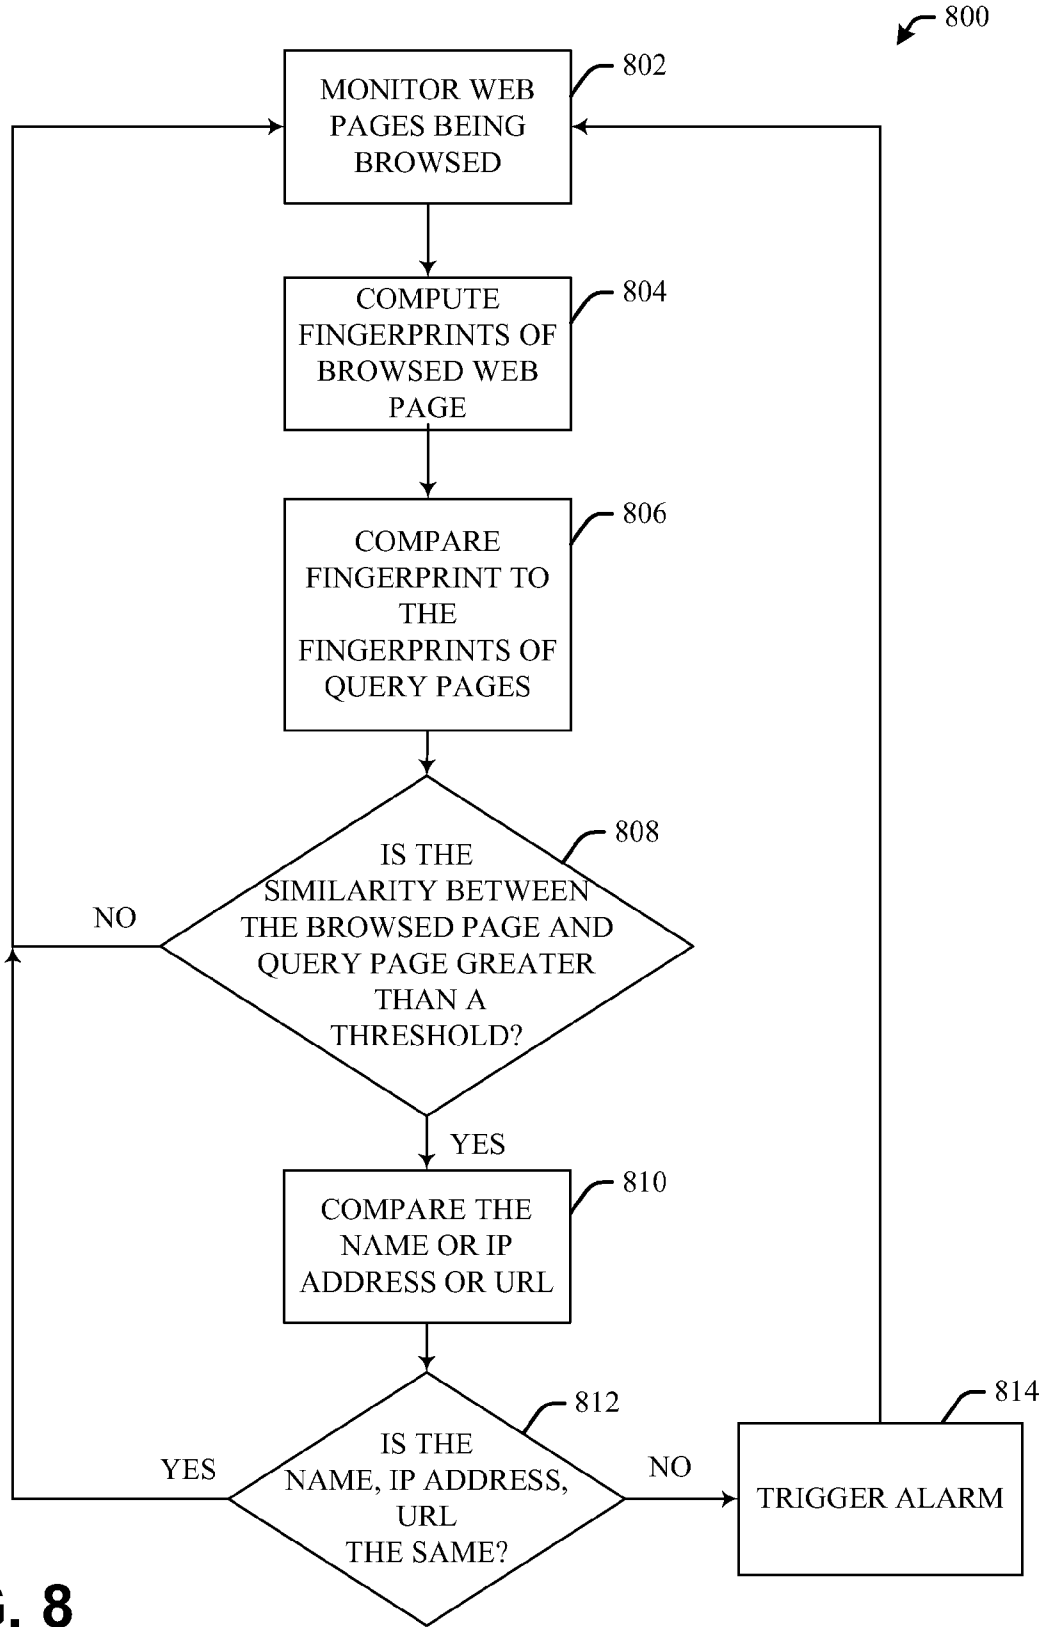 800
802
MONITOR WEB
PAGES BEING
BROWSED
804
COMPUTE
FINGERPRINTS OF
BROWSED WEB
PAGE
806
COMPARE
FINGERPRINT TO
THE
FINGERPRINTS OF
QUERY PAGES
808
IS THE
SIMILARITY BETWEEN
THE BROWSED PAGE AND
QUERY PAGE GREATER
THAN A
THRESHOLD?
NO
YES
810
COMPARE THE
NAME OR IP
ADDRESS OR URL
812
IS THE
NAME, IP ADDRESS,
URL
THE SAME?
YES
NO
814
TRIGGER ALARM
G. 8